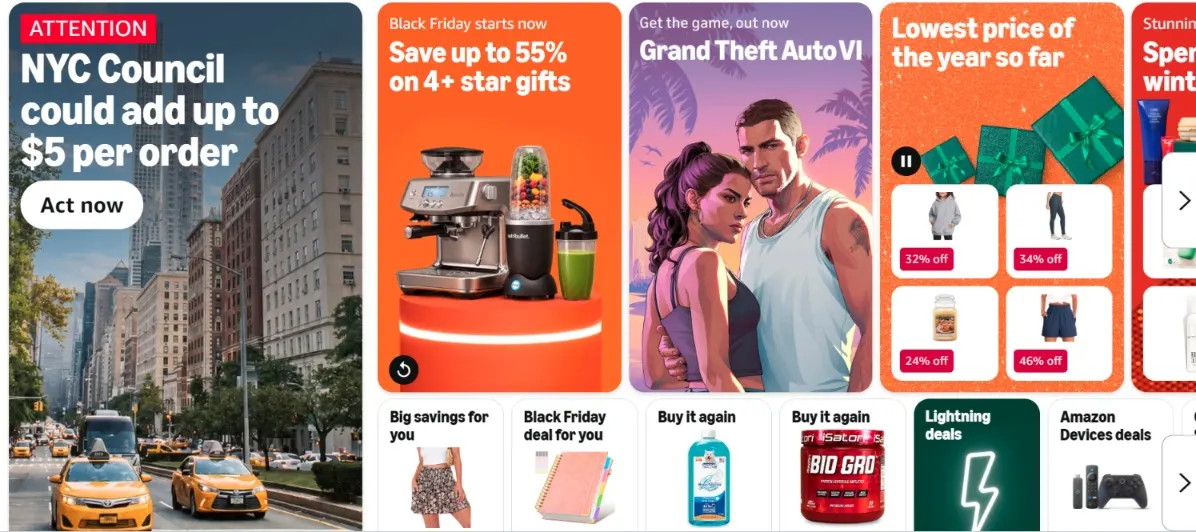 ATTENTION
NYC Council
could add up to
$5 per order
Act now
Black Friday starts now
Save up to 55%
on 4+ star gifts
Get the game, out now
Grand Theft Auto VI
Lowest price of
the year so far
32% off
34% off
24% off
46% off
Big savings for
you
Black Friday
deal for you
Buy it again
Buy it again
iSatori
BIO GRO
Lightning
deals
Amazon
Devices deals